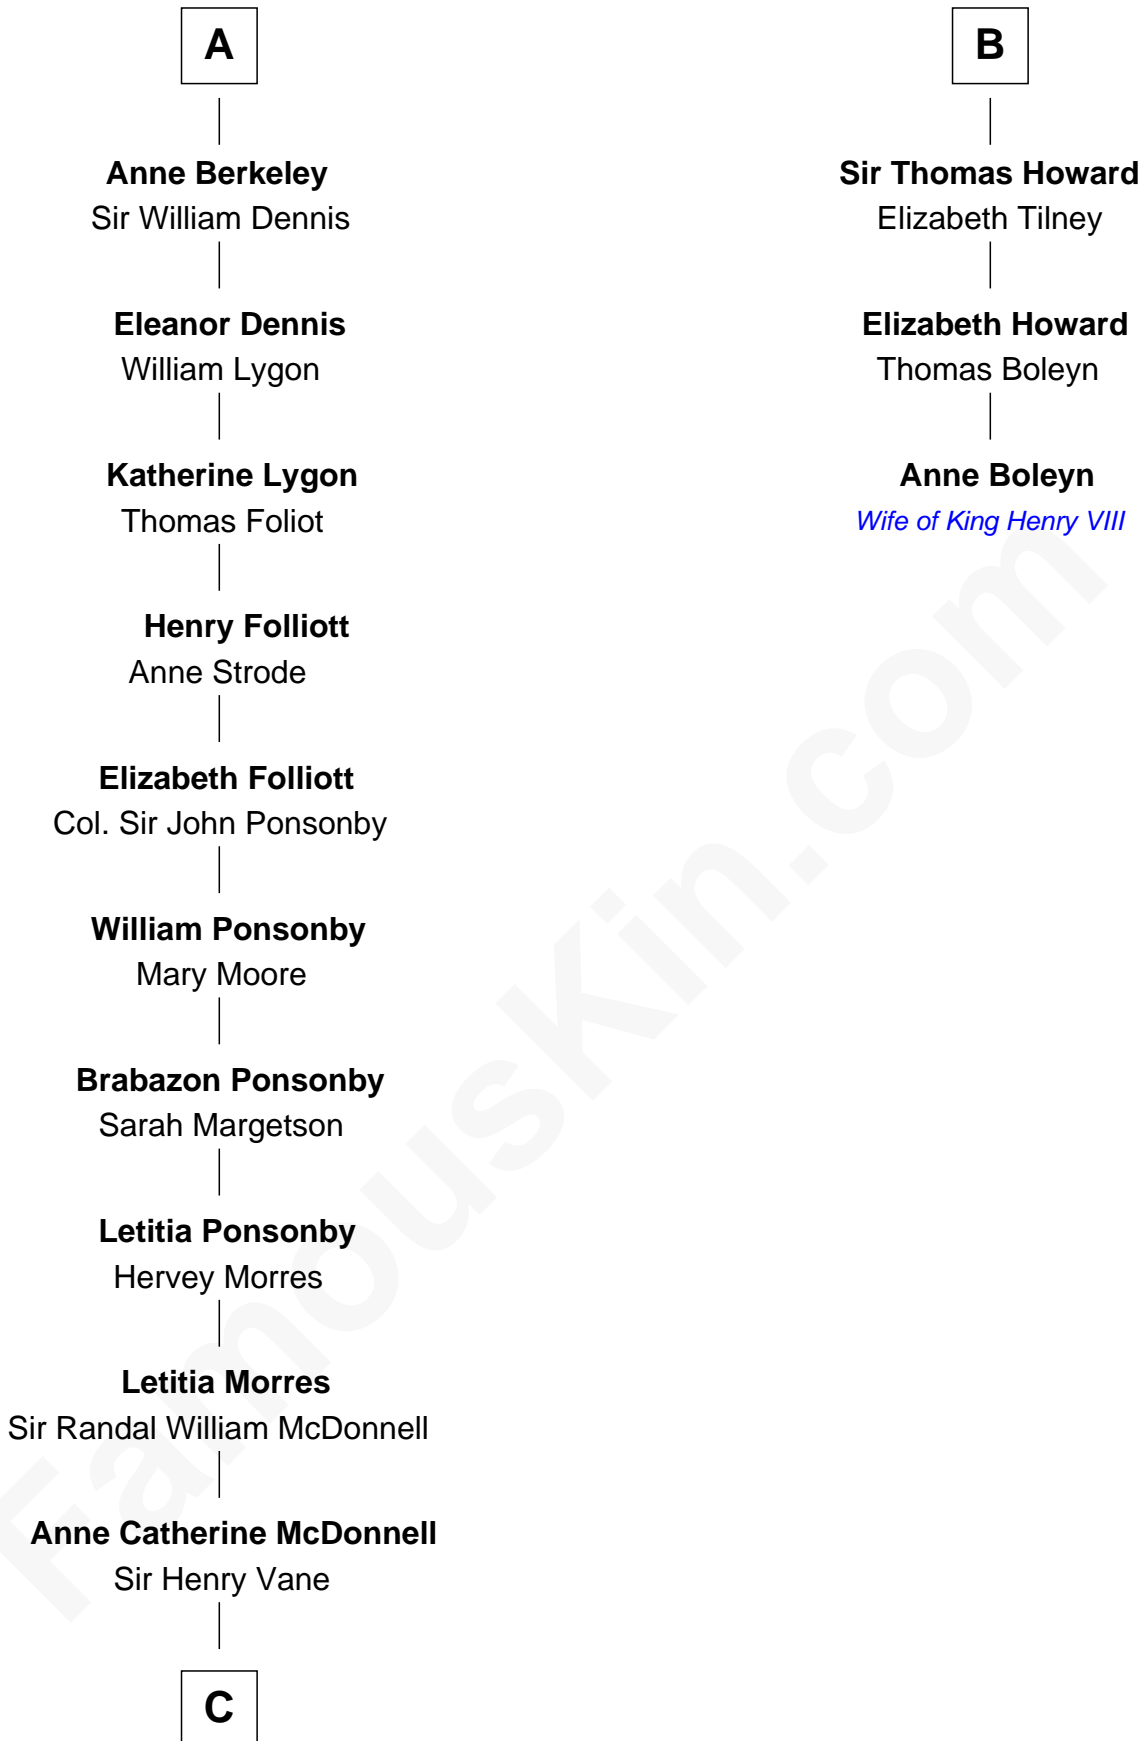 A
Anne Berkeley
Sir William Dennis
Eleanor Dennis
William Lygon
Katherine Lygon
Thomas Foliot
Henry Folliott
Anne Strode
Elizabeth Folliott
Col. Sir John Ponsonby
William Ponsonby
Mary Moore
Brabazon Ponsonby
Sarah Margetson
Letitia Ponsonby
Hervey Morres
Letitia Morres
Sir Randal William McDonnell
Anne Catherine McDonnell
Sir Henry Vane
C
B
Sir Thomas Howard
Elizabeth Tilney
Elizabeth Howard
Thomas Boleyn
Anne Boleyn
Wife of King Henry VIII
FamousKin.com